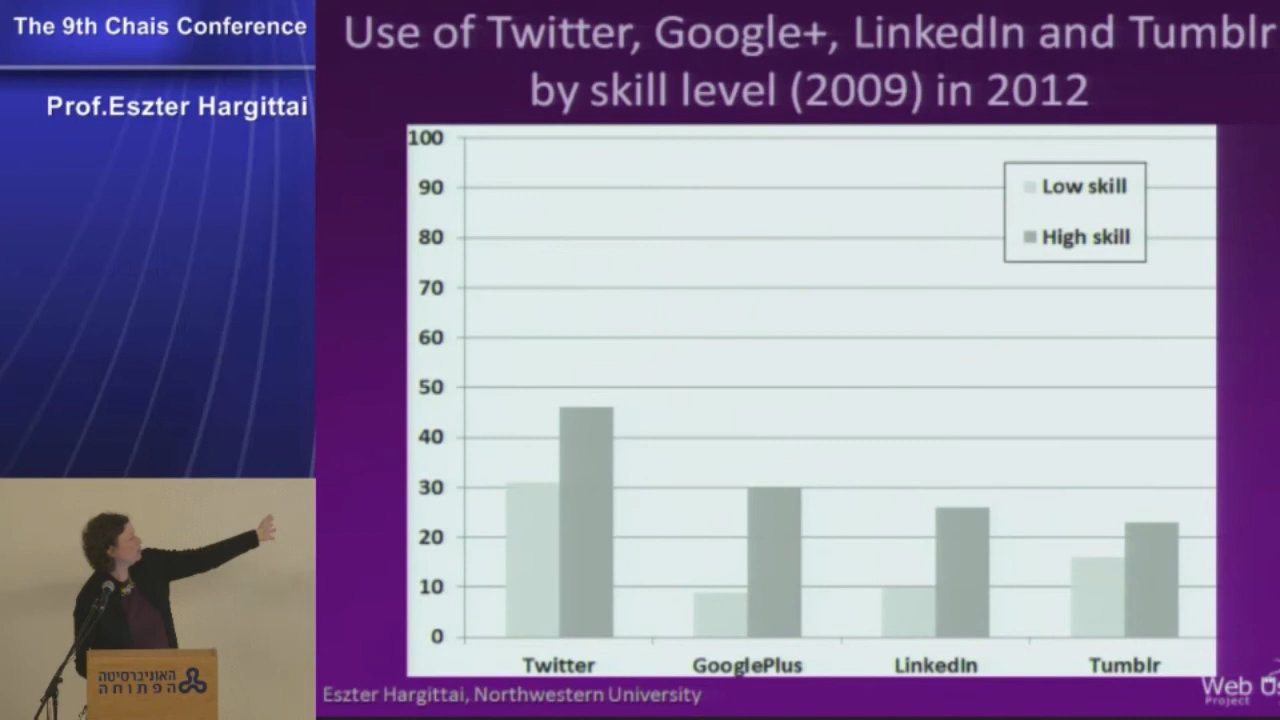 The 9th Chais Conference
Prof.Eszter Hargittai
Use of Twitter, Google+, LinkedIn and Tumblr
by skill level (2009) in 2012
100
90
80
70
60
50
40
30
20
10
0
Low skill
High skill
Twitter
GooglePlus
LinkedIn
Tumblr
Eszter Hargittai, Northwestern University
Web
Project
האוניברסיטה
הפתוחה